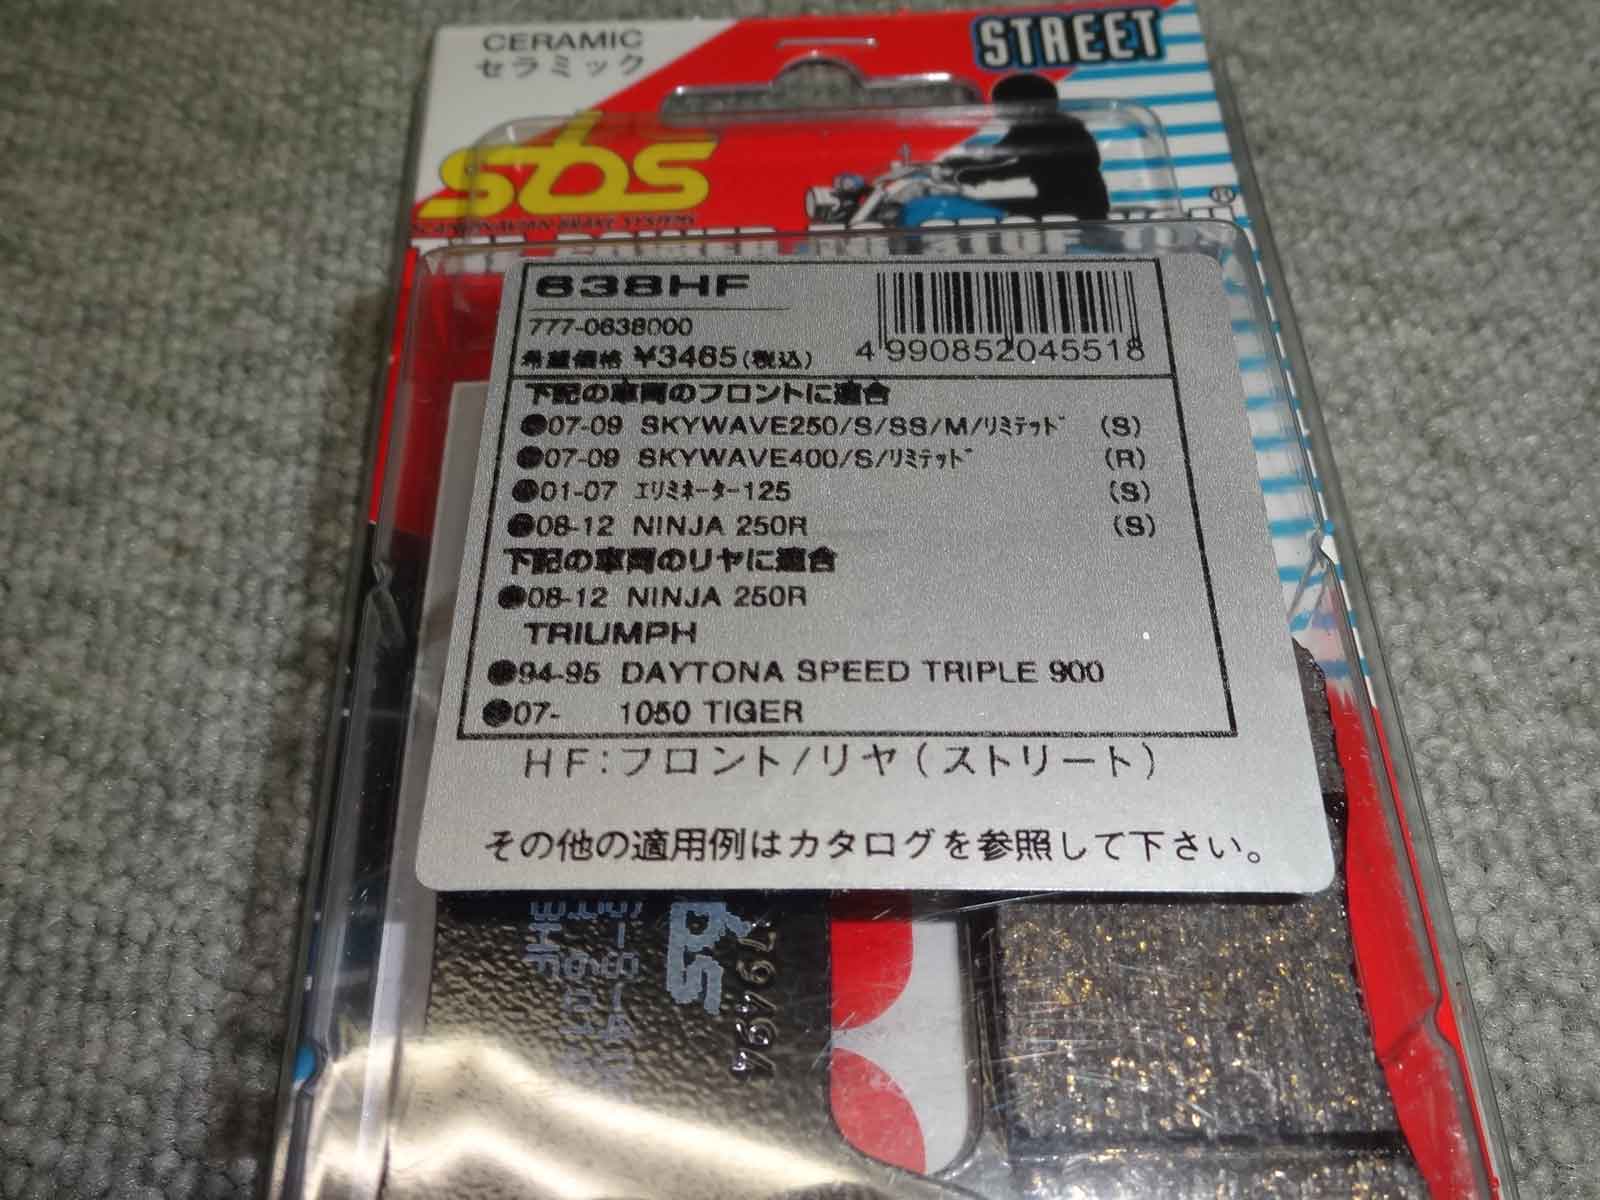 CERAMIC
セラミック
STREET
sbs
SCANDINAVIAN BRAKE SYSTEMS
638HF
777-0638000
希望価格 ¥3465(税込)
4990852045518
下記の車両のフロントに適合
●07-09 SKYWAVE250/S/SS/M/ﾘﾐﾃｯﾄﾞ (S)
●07-09 SKYWAVE400/S/ﾘﾐﾃｯﾄﾞ (R)
●01-07 ｴﾘﾐﾈｰﾀｰ125 (S)
●08-12 NINJA 250R (S)
下記の車両のリヤに適合
●08-12 NINJA 250R
TRIUMPH
●94-95 DAYTONA SPEED TRIPLE 900
●07- 1050 TIGER
HF:フロント/リヤ(ストリート)
その他の適用例はカタログを参照して下さい。
sbs
79494